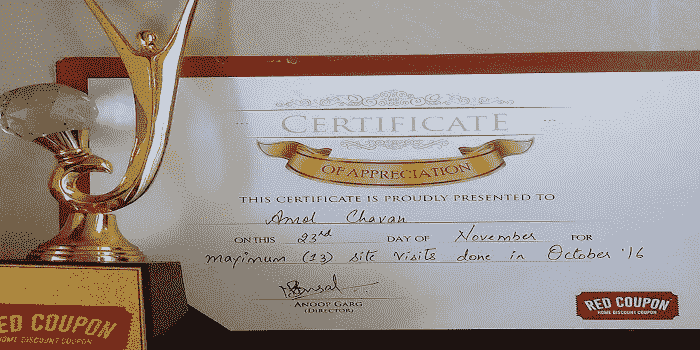 CERTIFICATE
OF APPRECIATION
THIS CERTIFICATE IS PROUDLY PRESENTED TO
Amol Chavan
ON THIS 23rd DAY OF November FOR
maximum (13) site visits done in October '16
ANOOP GARG
(DIRECTOR)
RED COUPON
HOME DISCOUNT COUPON
ED COUPON
HOME DISCOUNT COUPON